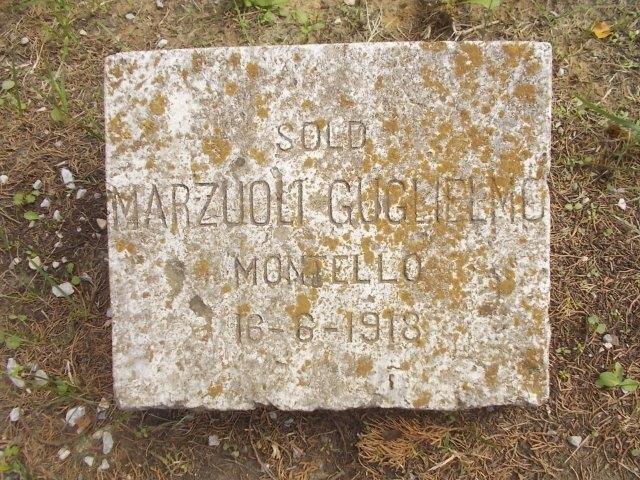 SOLD
MARZUOLI GUGLIELMO
MONTELLO
16-6-1918